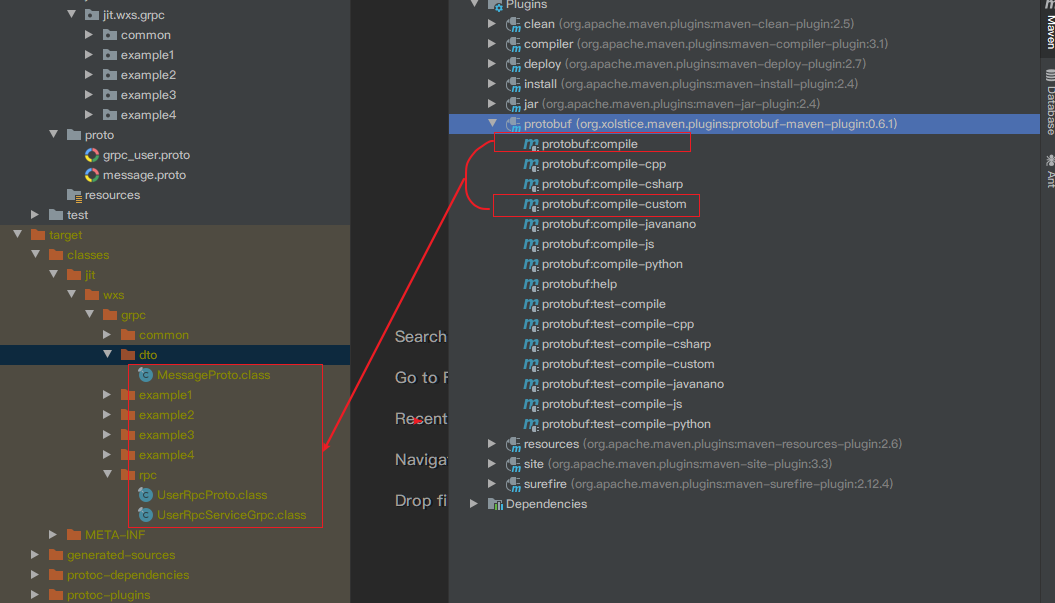 jit.wxs.grpc
common
example1
example2
example3
example4
proto
grpc_user.proto
message.proto
resources
test
target
classes
jit
wxs
grpc
common
dto
MessageProto.class
example1
example2
example3
example4
rpc
UserRpcProto.class
UserRpcServiceGrpc.class
META-INF
generated-sources
protoc-dependencies
protoc-plugins
Search
Go to F
Recent
Naviga
Drop fi
Plugins
clean (org.apache.maven.plugins:maven-clean-plugin:2.5)
compiler (org.apache.maven.plugins:maven-compiler-plugin:3.1)
deploy (org.apache.maven.plugins:maven-deploy-plugin:2.7)
install (org.apache.maven.plugins:maven-install-plugin:2.4)
jar (org.apache.maven.plugins:maven-jar-plugin:2.4)
protobuf (org.xolstice.maven.plugins:protobuf-maven-plugin:0.6.1)
protobuf:compile
protobuf:compile-cpp
protobuf:compile-csharp
protobuf:compile-custom
protobuf:compile-javanano
protobuf:compile-js
protobuf:compile-python
protobuf:help
protobuf:test-compile
protobuf:test-compile-cpp
protobuf:test-compile-csharp
protobuf:test-compile-custom
protobuf:test-compile-javanano
protobuf:test-compile-js
protobuf:test-compile-python
resources (org.apache.maven.plugins:maven-resources-plugin:2.6)
site (org.apache.maven.plugins:maven-site-plugin:3.3)
surefire (org.apache.maven.plugins:maven-surefire-plugin:2.12.4)
Dependencies
Maven
Database
Ant